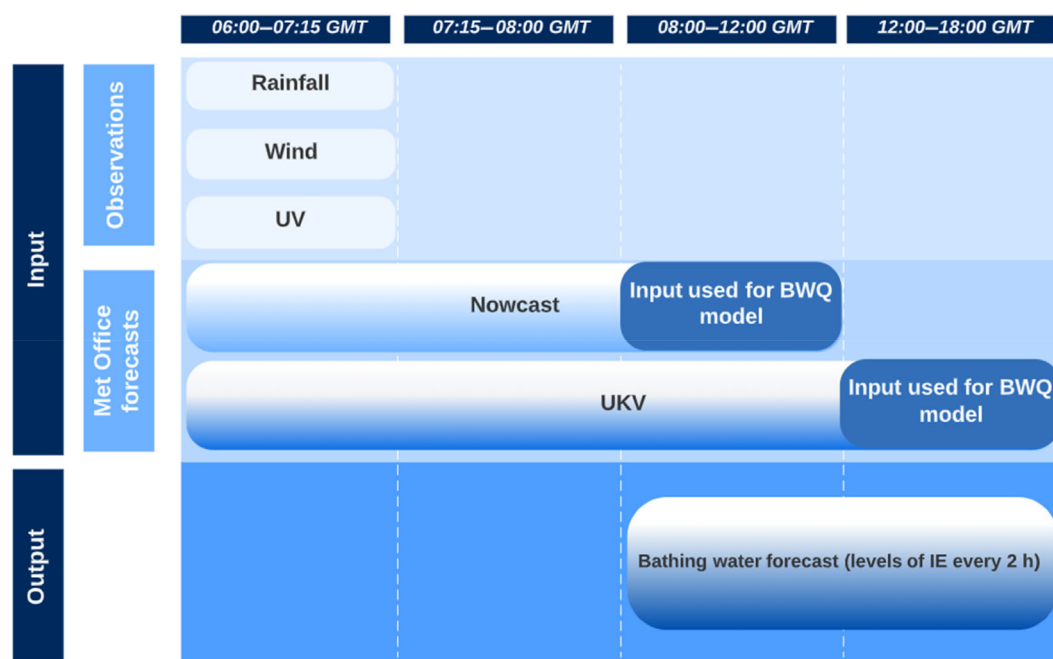 06:00–07:15 GMT
07:15–08:00 GMT
08:00–12:00 GMT
12:00–18:00 GMT
Input
Observations
Rainfall
Wind
UV
Met Office
forecasts
Nowcast
Input used for BWQ
model
UKV
Input used for BWQ
model
Output
Bathing water forecast (levels of IE every 2 h)